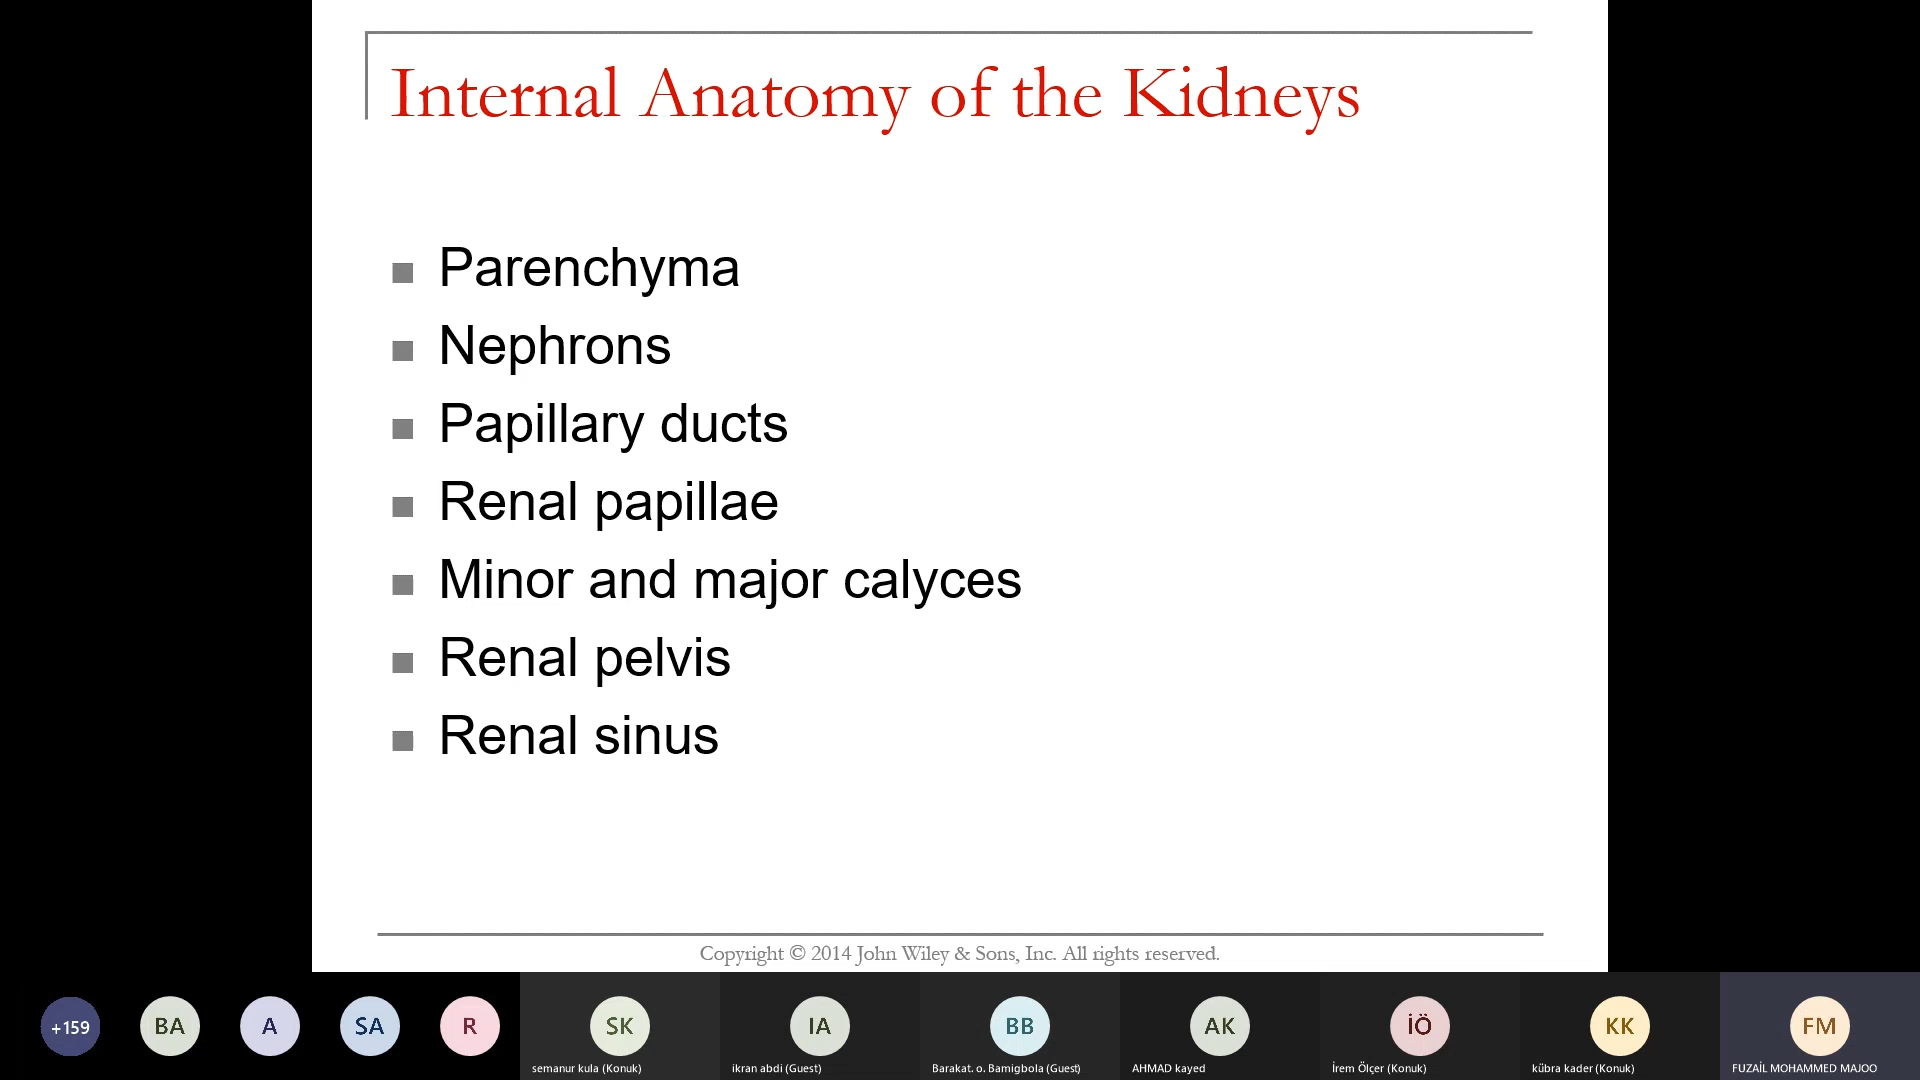 Internal Anatomy of the Kidneys
Parenchyma
Nephrons
Papillary ducts
Renal papillae
Minor and major calyces
Renal pelvis
Renal sinus
Copyright © 2014 John Wiley & Sons, Inc. All rights reserved.
+159 BA A SA R SK IA BB AK İÖ KK FM
semanur kula (Konuk) ikran abdi (Guest) Barakat. o. Bamigbola (Guest) AHMAD kayed İrem Ölçer (Konuk) kübra kader (Konuk) FUZAİL MOHAMMED MAJOO